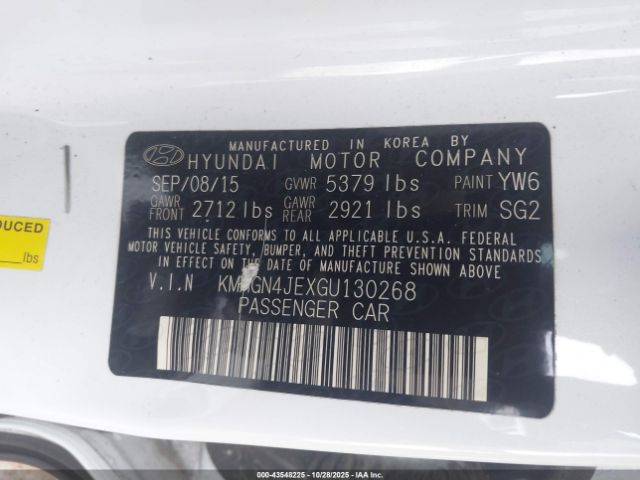 MANUFACTURED IN KOREA BY
HYUNDAI MOTOR COMPANY
SEP/08/15 GVWR 5379 lbs PAINT YW6
GAWR FRONT 2712 lbs GAWR REAR 2921 lbs TRIM SG2
THIS VEHICLE CONFORMS TO ALL APPLICABLE U.S.A. FEDERAL
MOTOR VEHICLE SAFETY, BUMPER, AND THEFT PREVENTION STANDARDS
IN EFFECT ON THE DATE OF MANUFACTURE SHOWN ABOVE
V.I.N
PASSENGER CAR
lbs
000-43548225 - 10/28/2025 - COPYRIGHT IAA, LLC.